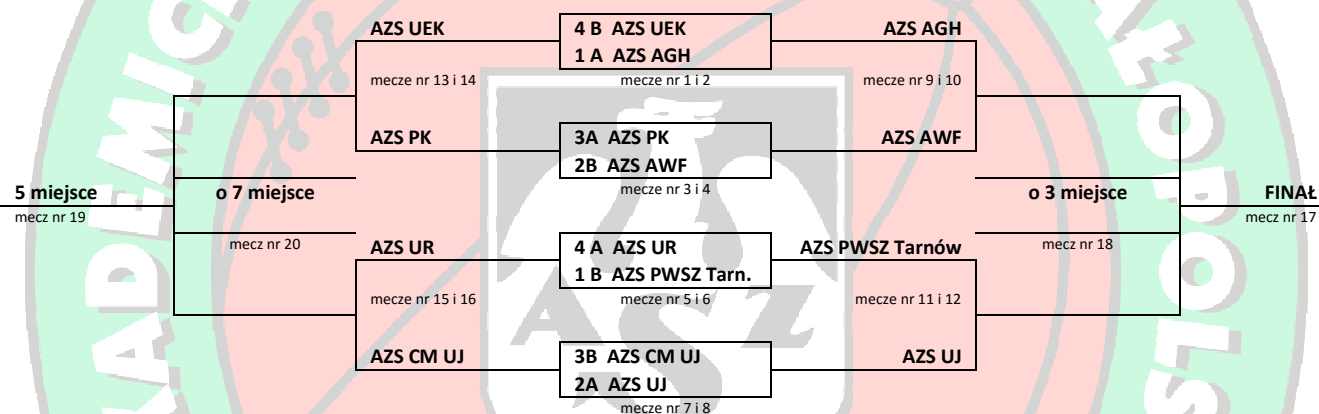 AZS UEK 4 B AZS UEK AZS AGH
1 A AZS AGH
mecze nr 13 i 14 mecze nr 1 i 2 mecze nr 9 i 10
AZS PK 3A AZS PK AZS AWF
2B AZS AWF
5 miejsce o 7 miejsce mecze nr 3 i 4 o 3 miejsce FINAŁ
mecz nr 19 mecz nr 17
mecz nr 20 mecz nr 18
AZS UR 4 A AZS UR AZS PWSZ Tarnów
1 B AZS PWSZ Tarn.
mecze nr 15 i 16 mecze nr 5 i 6 mecze nr 11 i 12
AZS CM UJ 3B AZS CM UJ AZS UJ
2A AZS UJ
mecze nr 7 i 8
AZS
KADEMIC
AŁOPOLS